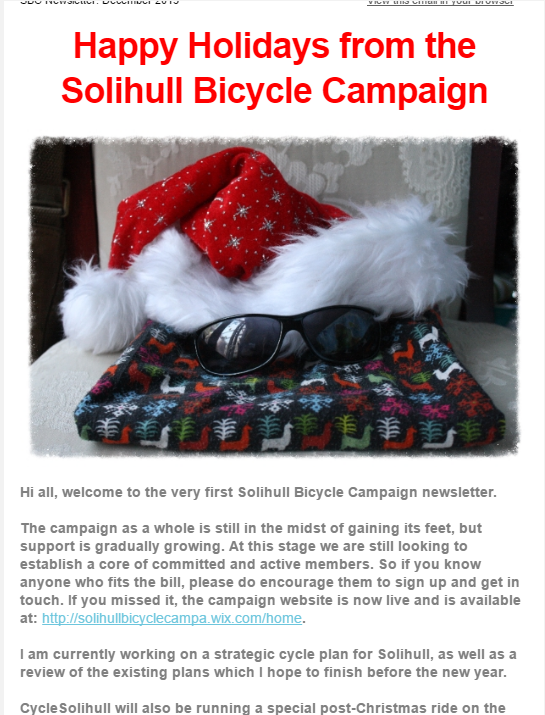 SBC Newsletter: December 2015
View this email in your browser
Happy Holidays from the
Solihull Bicycle Campaign
Hi all, welcome to the very first Solihull Bicycle Campaign newsletter.
The campaign as a whole is still in the midst of gaining its feet, but
support is gradually growing. At this stage we are still looking to
establish a core of committed and active members. So if you know
anyone who fits the bill, please do encourage them to sign up and get in
touch. If you missed it, the campaign website is now live and is available
at: http://solihullbicyclecampa.wix.com/home.
I am currently working on a strategic cycle plan for Solihull, as well as a
review of the existing plans which I hope to finish before the new year.
CycleSolihull will also be running a special post-Christmas ride on the